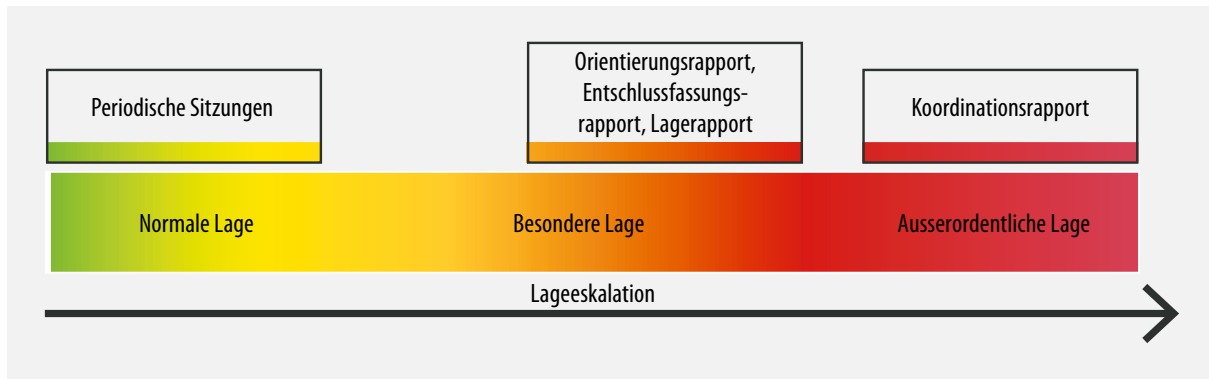 Periodische Sitzungen
Orientierungsrapport,
Entschlussfassungs-
rapport, Lagerapport
Koordinationsrapport
Normale Lage
Besondere Lage
Ausserordentliche Lage
Lageeskalation